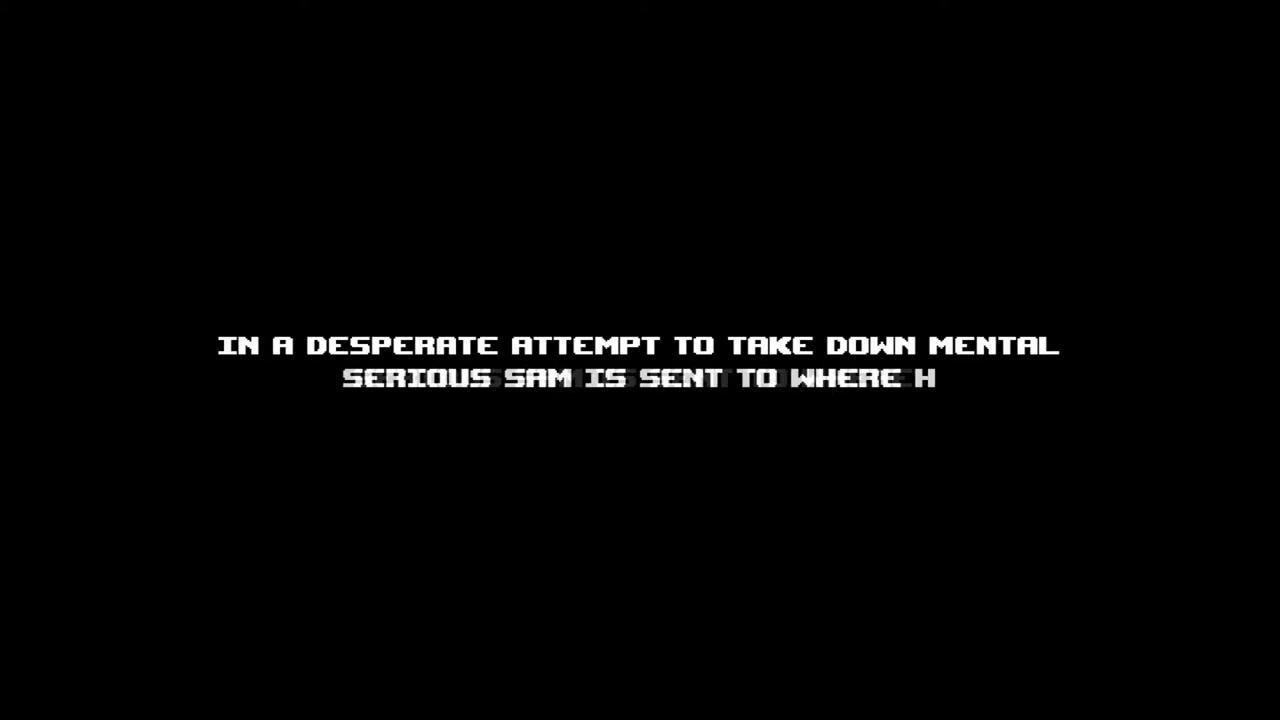 IN A DESPERATE ATTEMPT TO TAKE DOWN MENTAL
SERIOUS SAM IS SENT TO WHERE H